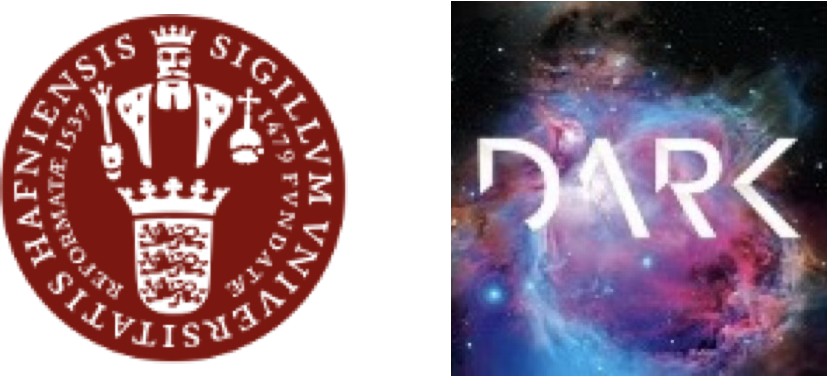 SIGILLVM VNIVERSITATIS HAFNIENSIS
1479 FVNDATÆ
REFORMATÆ 1537
DARK